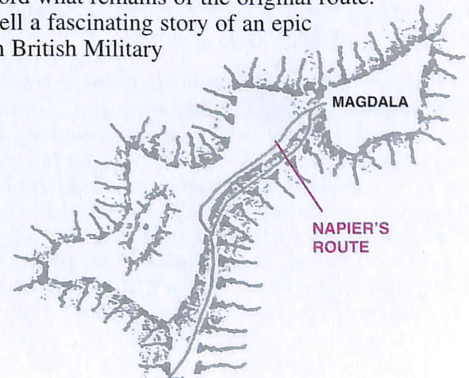 ord what remains of the original route.
ell a fascinating story of an epic
n British Military
MAGDALA
NAPIER'S
ROUTE